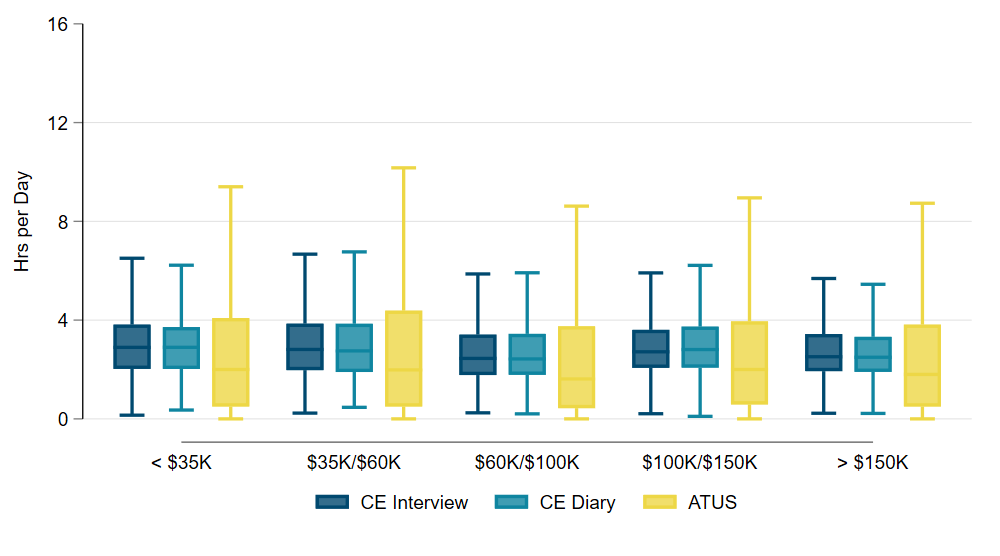 16
12
Hrs per Day
8
4
0
< $35K $35K/$60K $60K/$100K $100K/$150K > $150K
CE Interview CE Diary ATUS